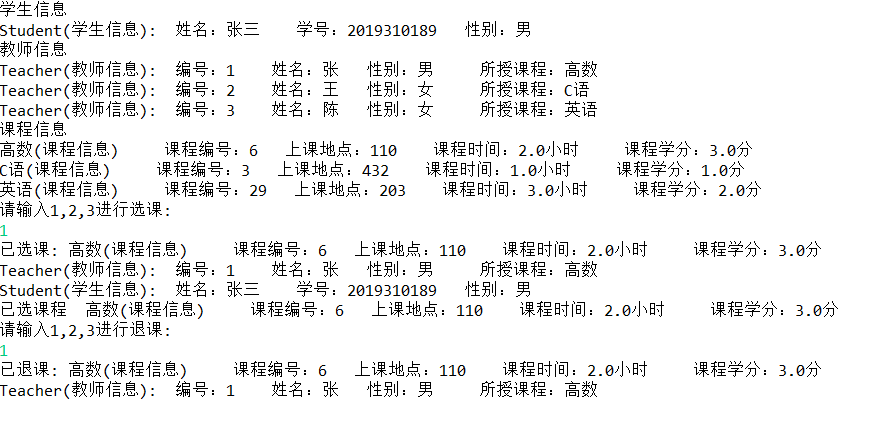 学生信息
Student(学生信息):  姓名：张三    学号：2019310189   性别：男
教师信息
Teacher(教师信息):  编号：1    姓名：张   性别：男     所授课程：高数
Teacher(教师信息):  编号：2    姓名：王   性别：女     所授课程：C语
Teacher(教师信息):  编号：3    姓名：陈   性别：女     所授课程：英语
课程信息
高数(课程信息)     课程编号：6   上课地点：110    课程时间：2.0小时     课程学分：3.0分
C语(课程信息)     课程编号：3   上课地点：432    课程时间：1.0小时     课程学分：1.0分
英语(课程信息)     课程编号：29   上课地点：203    课程时间：3.0小时     课程学分：2.0分
请输入1,2,3进行选课:
1
已选课: 高数(课程信息)     课程编号：6   上课地点：110    课程时间：2.0小时     课程学分：3.0分
Teacher(教师信息):  编号：1    姓名：张   性别：男     所授课程：高数
Student(学生信息):  姓名：张三    学号：2019310189   性别：男
已选课程  高数(课程信息)     课程编号：6   上课地点：110    课程时间：2.0小时     课程学分：3.0分
请输入1,2,3进行退课:
1
已退课: 高数(课程信息)     课程编号：6   上课地点：110    课程时间：2.0小时     课程学分：3.0分
Teacher(教师信息):  编号：1    姓名：张   性别：男     所授课程：高数